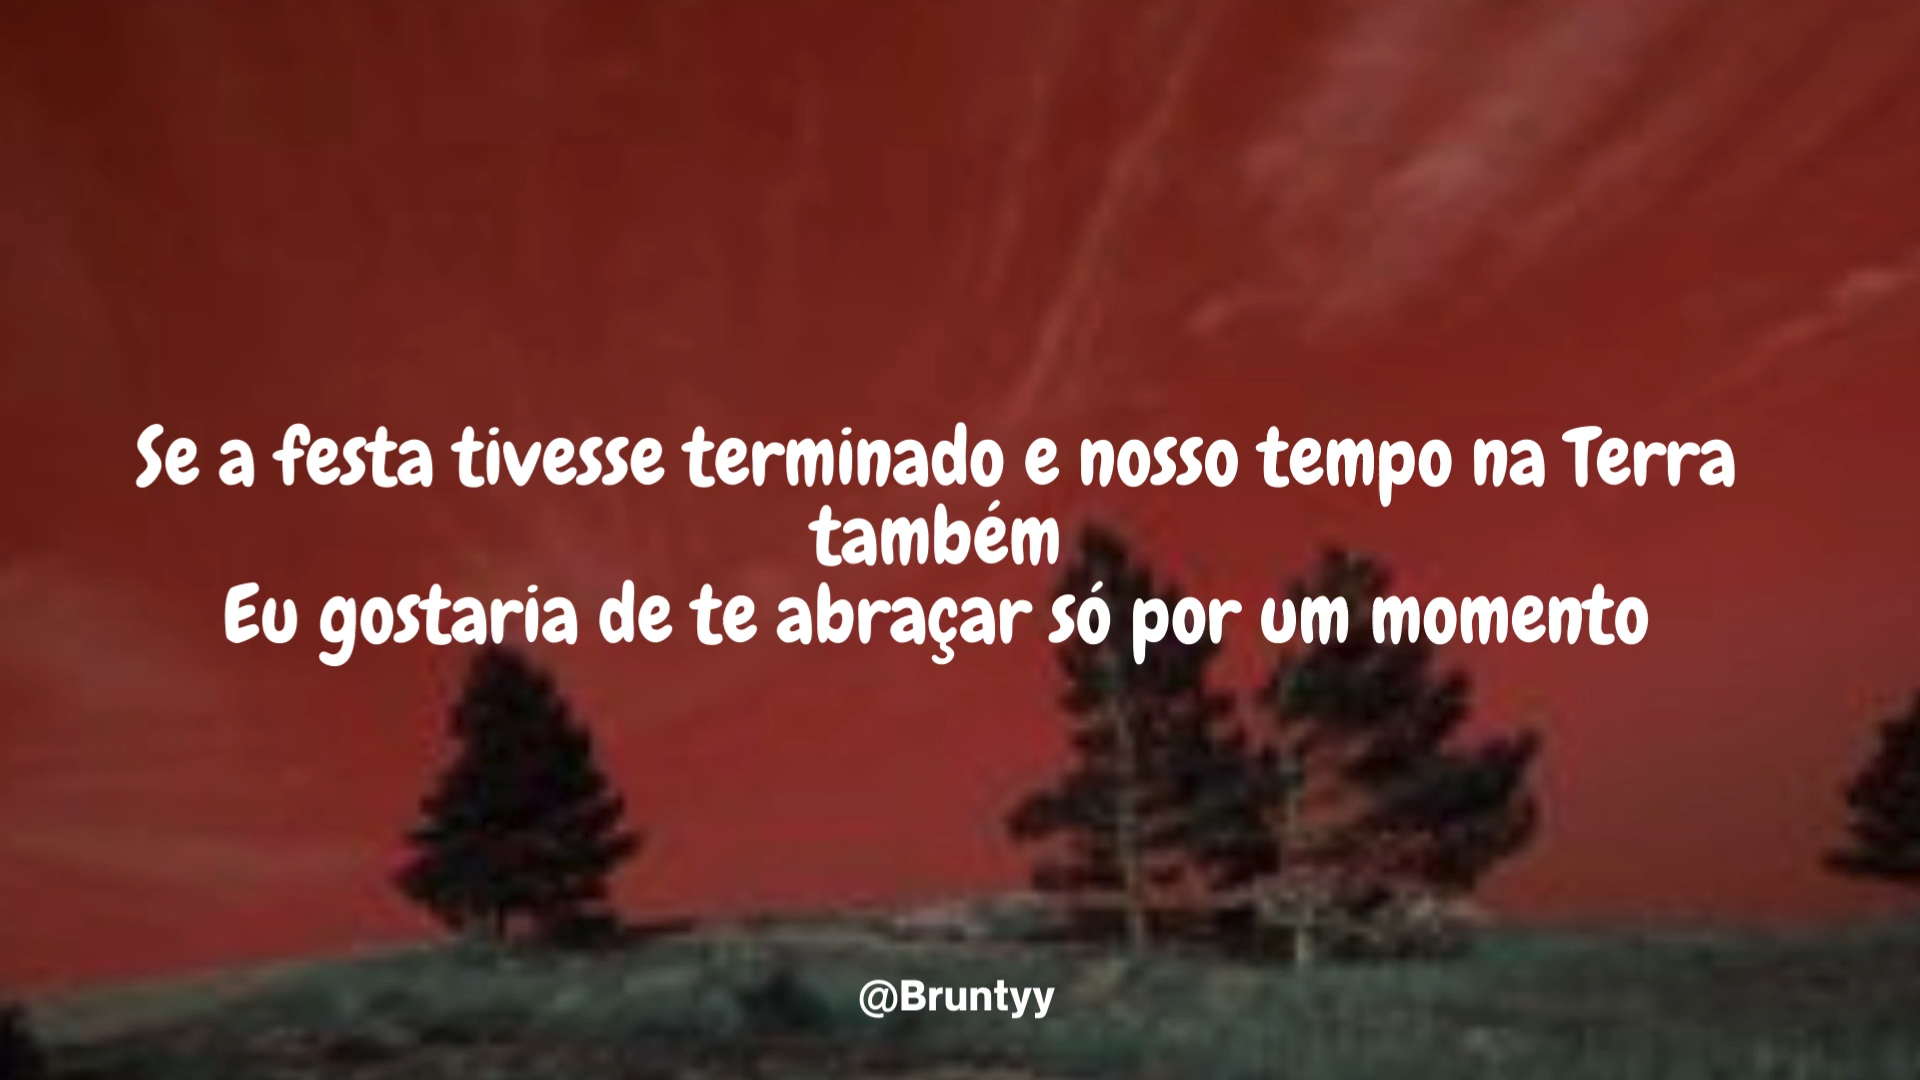 Se a festa tivesse terminado e nosso tempo na Terra
também
Eu gostaria de te abraçar só por um momento
@Bruntyy